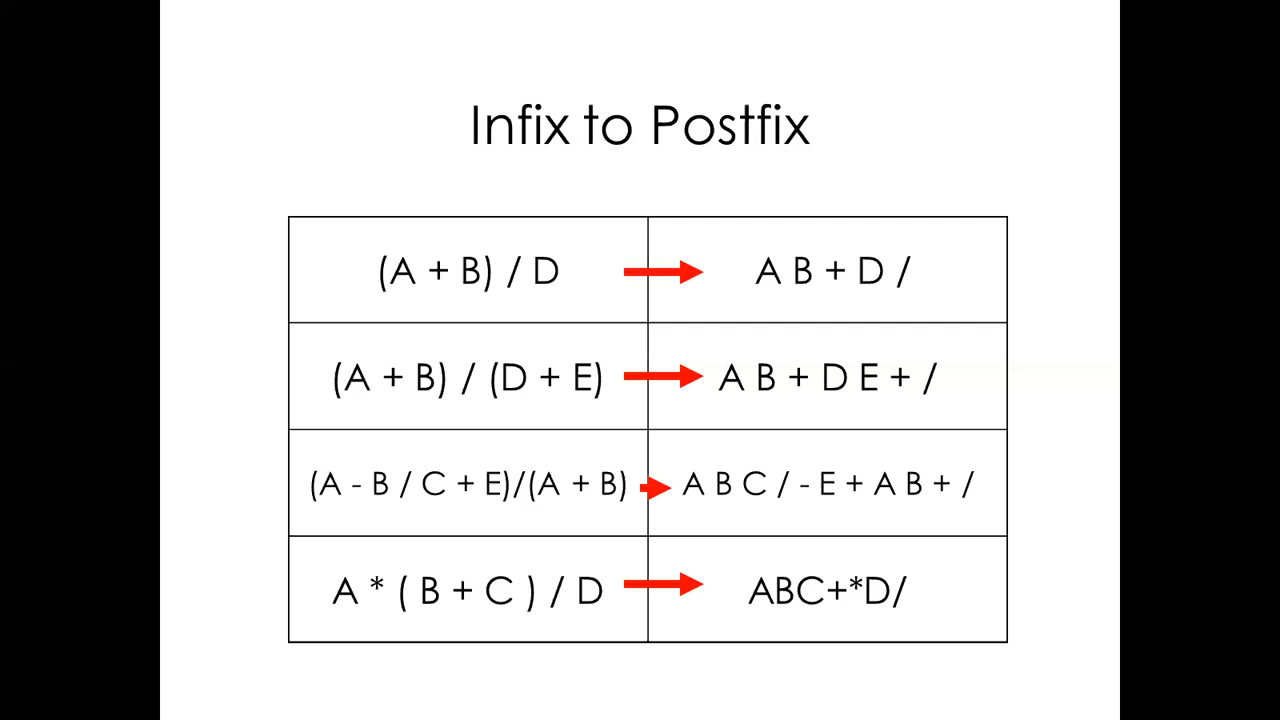 Infix to Postfix
(A + B) / D A B + D /
(A + B) / (D + E) A B + D E + /
(A - B / C + E)/(A + B) A B C / - E + A B + /
A * ( B + C ) / D ABC+*D/